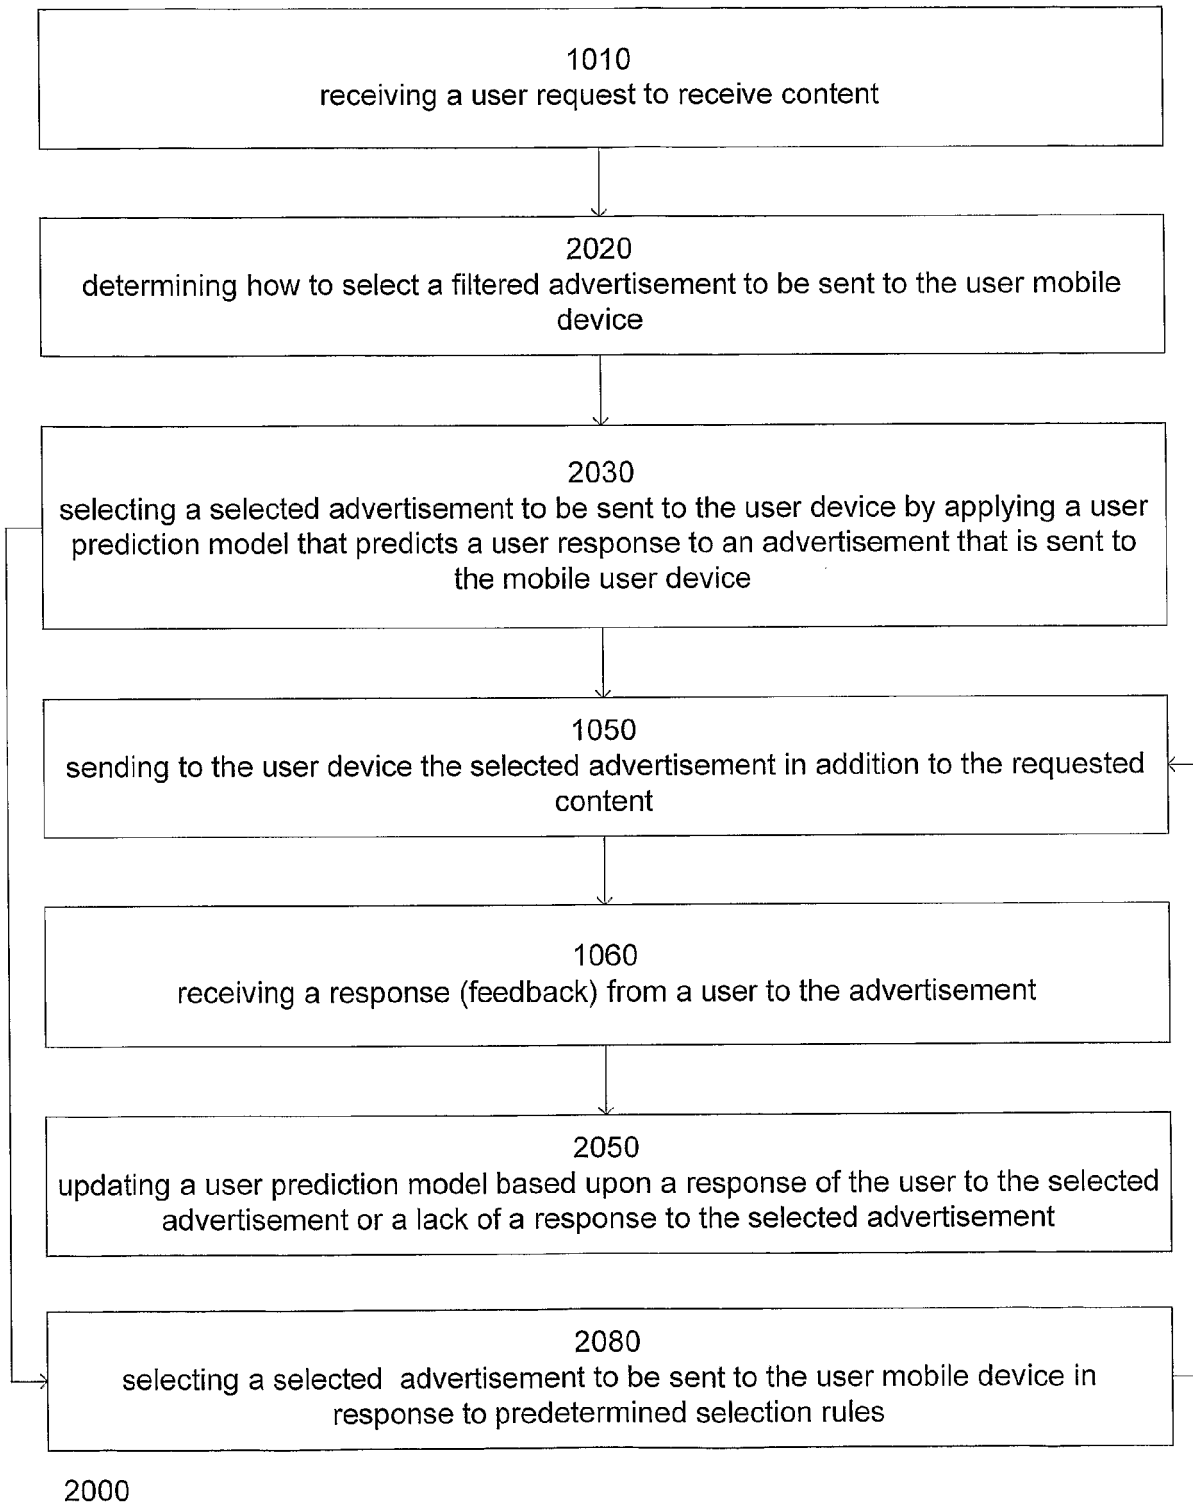 1010
receiving a user request to receive content
2020
determining how to select a filtered advertisement to be sent to the user mobile
device
2030
selecting a selected advertisement to be sent to the user device by applying a user
prediction model that predicts a user response to an advertisement that is sent to
the mobile user device
1050
sending to the user device the selected advertisement in addition to the requested
content
1060
receiving a response (feedback) from a user to the advertisement
2050
updating a user prediction model based upon a response of the user to the selected
advertisement or a lack of a response to the selected advertisement
2080
selecting a selected advertisement to be sent to the user mobile device in
response to predetermined selection rules
2000